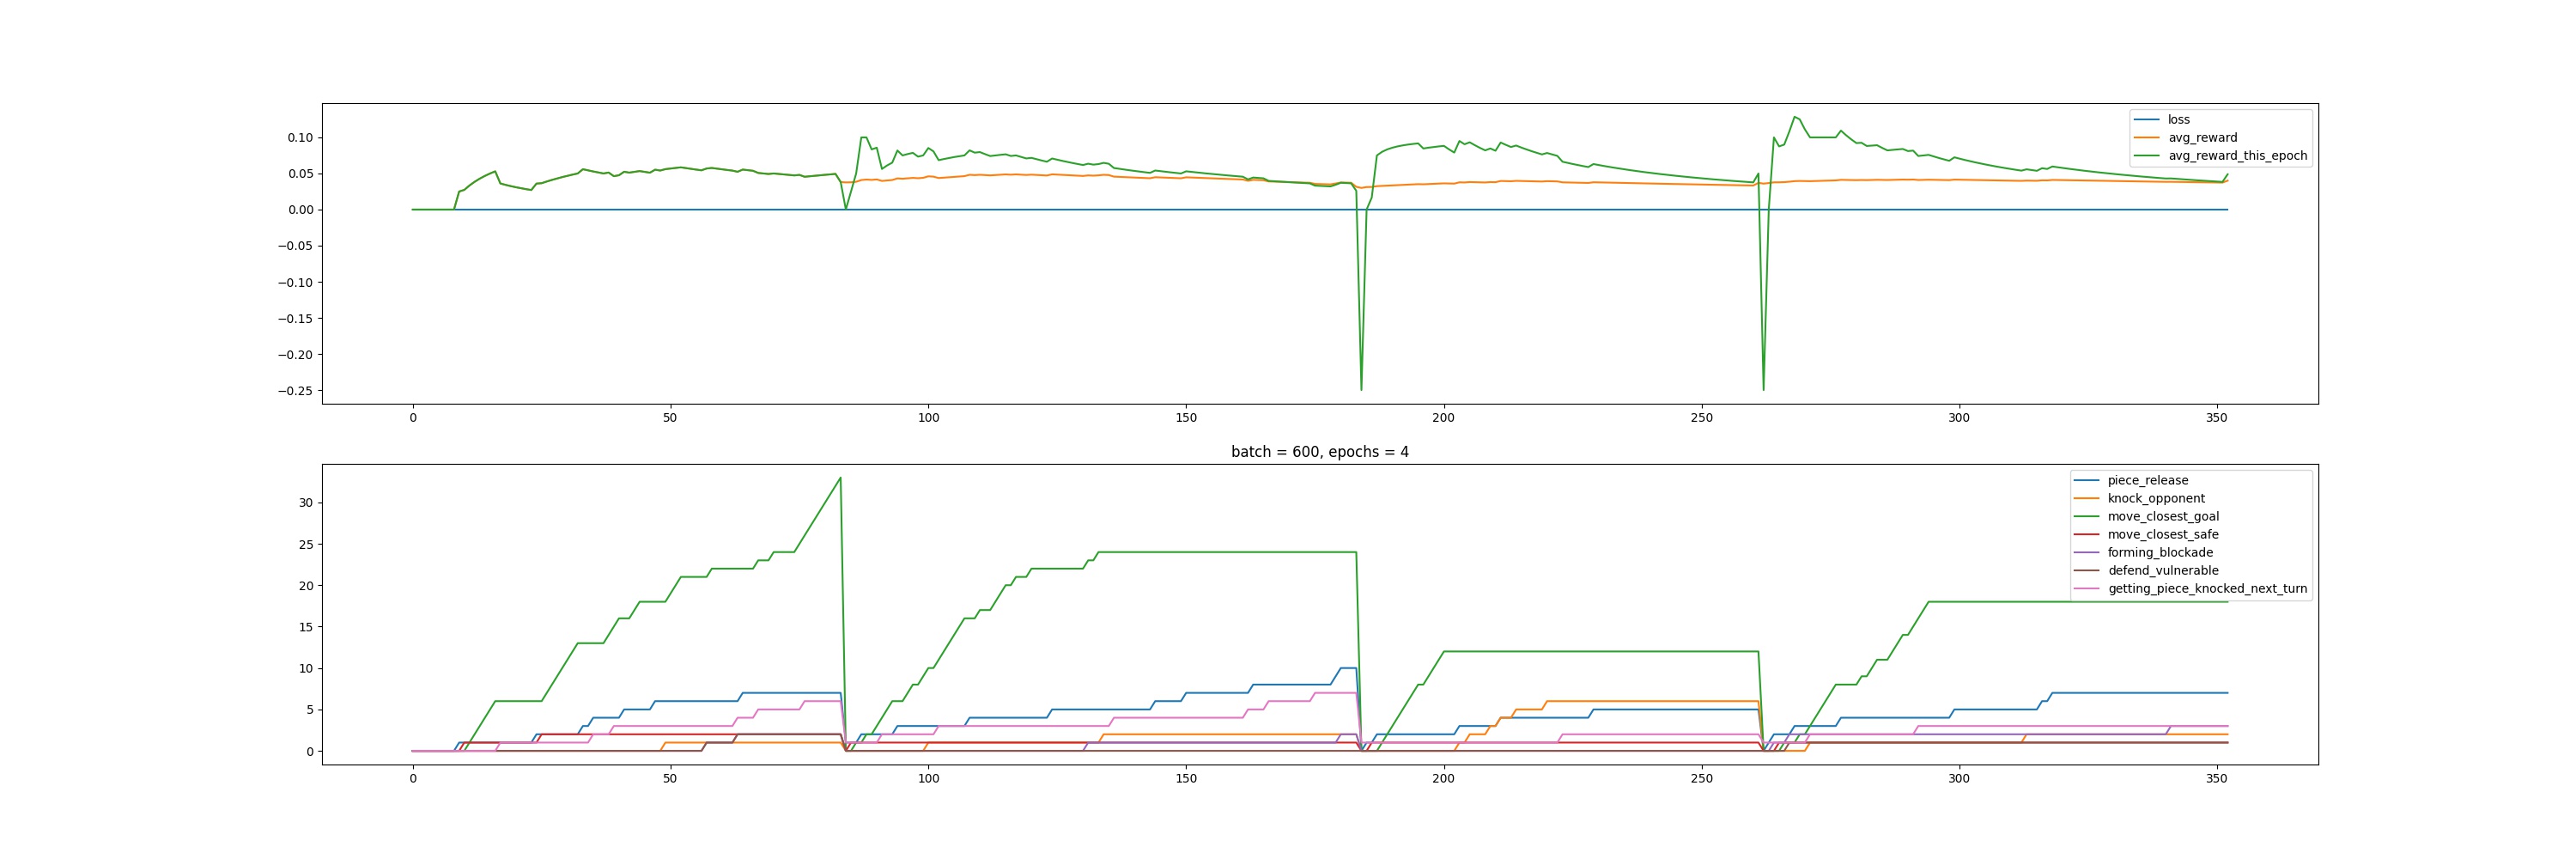 0.10
0.05
0.00
−0.05
−0.10
−0.15
−0.20
−0.25
loss
avg_reward
avg_reward_this_epoch
0 50 100 150 200 250 300 350
batch = 600, epochs = 4
30
25
20
15
10
5
0
piece_release
knock_opponent
move_closest_goal
move_closest_safe
forming_blockade
defend_vulnerable
getting_piece_knocked_next_turn
0 50 100 150 200 250 300 350